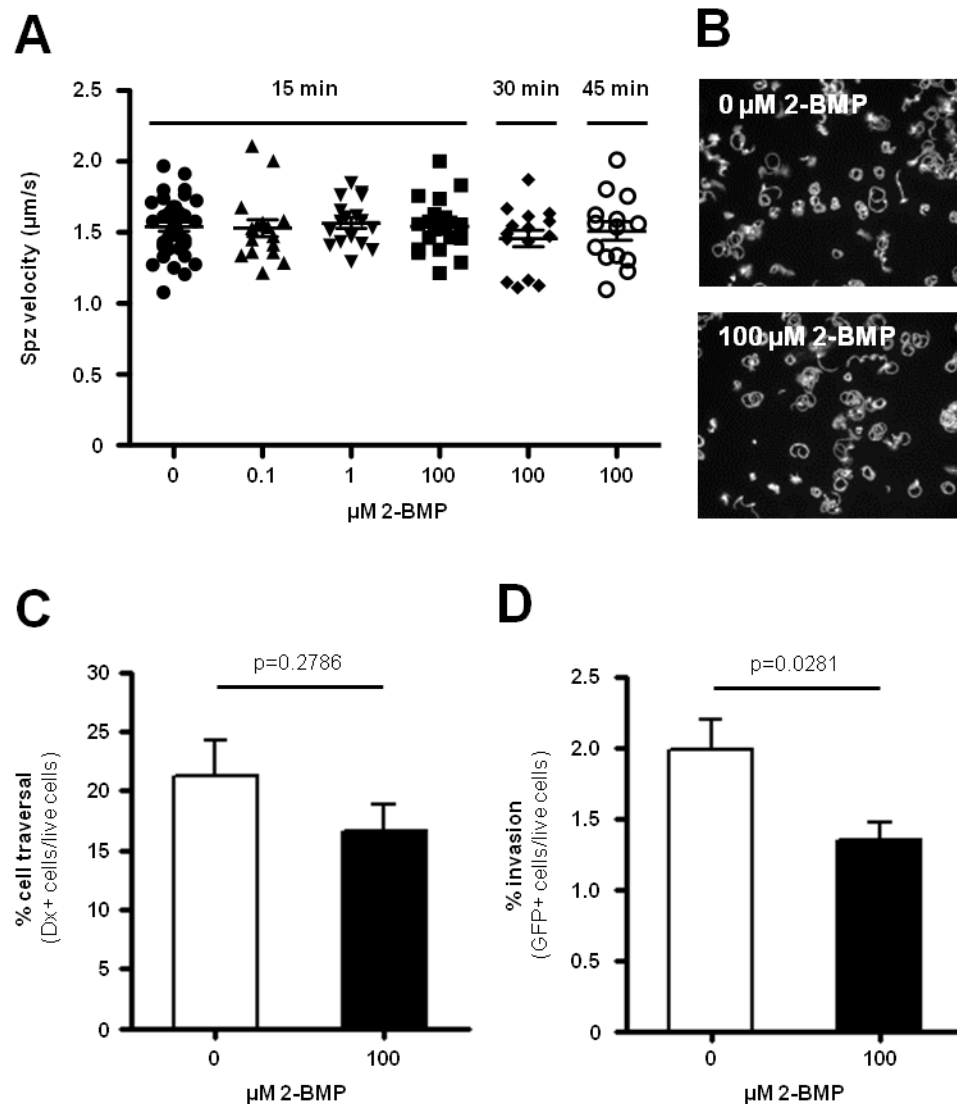 A
2.5
2.0
1.5
1.0
0.5
0
Spz velocity (µm/s)
15 min
30 min
45 min
0
0.1
1
100
100
100
µM 2-BMP
B
0 µM 2-BMP
100 µM 2-BMP
C
p=0.2786
30
25
20
15
10
5
0
% cell traversal
(Dx+ cells/live cells)
0
100
µM 2-BMP
D
p=0.0281
2.5
2.0
1.5
1.0
0.5
0
% invasion
(GFP+ cells/live cells)
0
100
µM 2-BMP